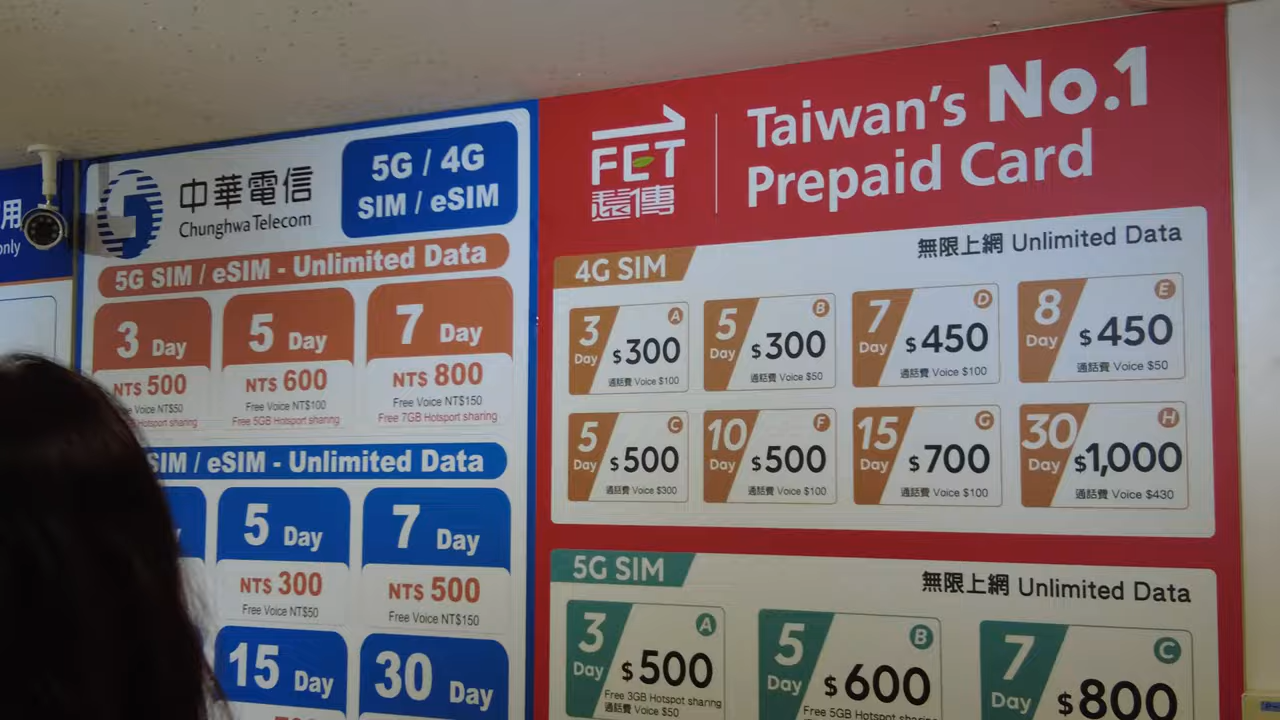 用
only
中華電信
Chunghwa Telecom
5G / 4G
SIM / eSIM
5G SIM / eSIM - Unlimited Data
3 Day
NT$ 500
Voice NT$50
Hotsport sharing
5 Day
NT$ 600
Free Voice NT$100
Free 5GB Hotsport sharing
7 Day
NT$ 800
Free Voice NT$150
Free 7GB Hotsport sharing
SIM / eSIM - Unlimited Data
5 Day
NT$ 300
Free Voice NT$50
7 Day
NT$ 500
Free Voice NT$150
15 Day
30 Day
FET
遠傳
Taiwan's No.1
Prepaid Card
4G SIM
無限上網 Unlimited Data
3 Day
A
$300
通話費 Voice $100
5 Day
B
$300
通話費 Voice $50
7 Day
D
$450
通話費 Voice $100
8 Day
E
$450
通話費 Voice $50
5 Day
C
$500
通話費 Voice $300
10 Day
F
$500
通話費 Voice $100
15 Day
G
$700
通話費 Voice $100
30 Day
H
$1,000
通話費 Voice $430
5G SIM
無限上網 Unlimited Data
3 Day
A
$500
Free 3GB Hotspot sharing
通話費 Voice $50
5 Day
B
$600
Free 5GB Hotspot sharing
7 Day
C
$800